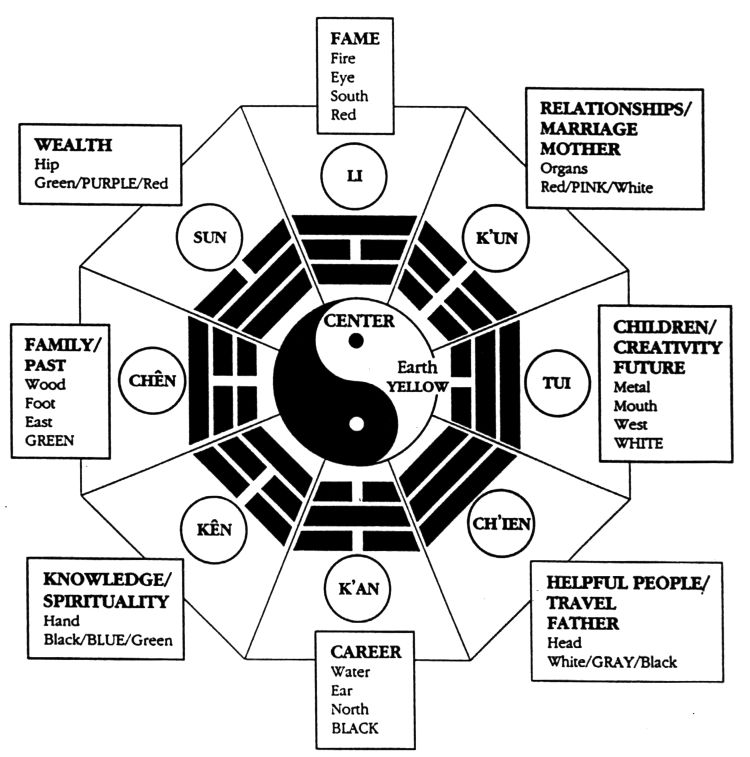 FAME
Fire
Eye
South
Red
RELATIONSHIPS/
MARRIAGE
MOTHER
Organs
Red/PINK/White
WEALTH
Hip
Green/PURPLE/Red
LI
SUN
K'UN
CENTER
Earth
YELLOW
FAMILY/
PAST
Wood
Foot
East
GREEN
CHÊN
TUI
CHILDREN/
CREATIVITY
FUTURE
Metal
Mouth
West
WHITE
KÊN
CH'IEN
K'AN
KNOWLEDGE/
SPIRITUALITY
Hand
Black/BLUE/Green
HELPFUL PEOPLE/
TRAVEL
FATHER
Head
White/GRAY/Black
CAREER
Water
Ear
North
BLACK